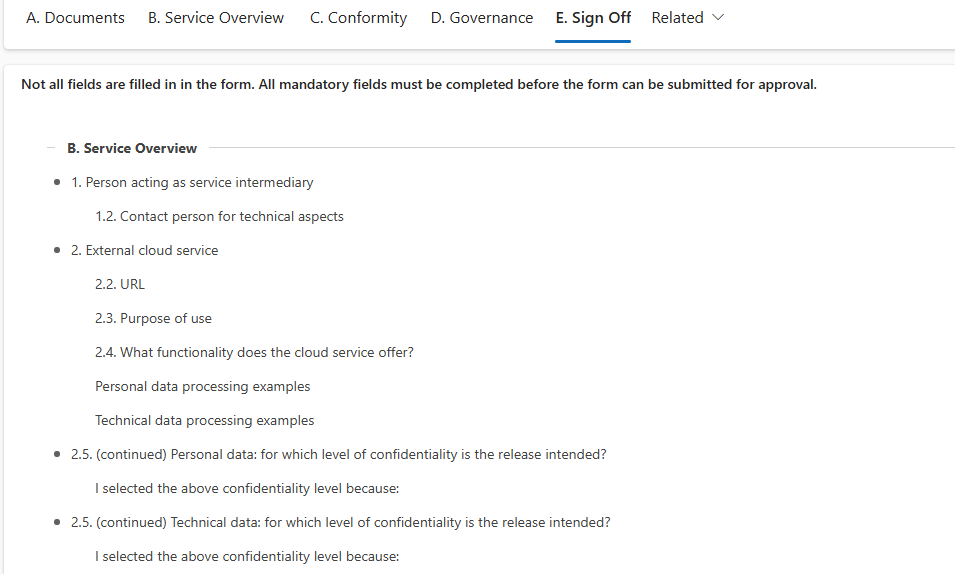 A. Documents B. Service Overview C. Conformity D. Governance E. Sign Off Related
Not all fields are filled in in the form. All mandatory fields must be completed before the form can be submitted for approval.
B. Service Overview
1. Person acting as service intermediary
1.2. Contact person for technical aspects
2. External cloud service
2.2. URL
2.3. Purpose of use
2.4. What functionality does the cloud service offer?
Personal data processing examples
Technical data processing examples
2.5. (continued) Personal data: for which level of confidentiality is the release intended?
I selected the above confidentiality level because:
2.5. (continued) Technical data: for which level of confidentiality is the release intended?
I selected the above confidentiality level because: